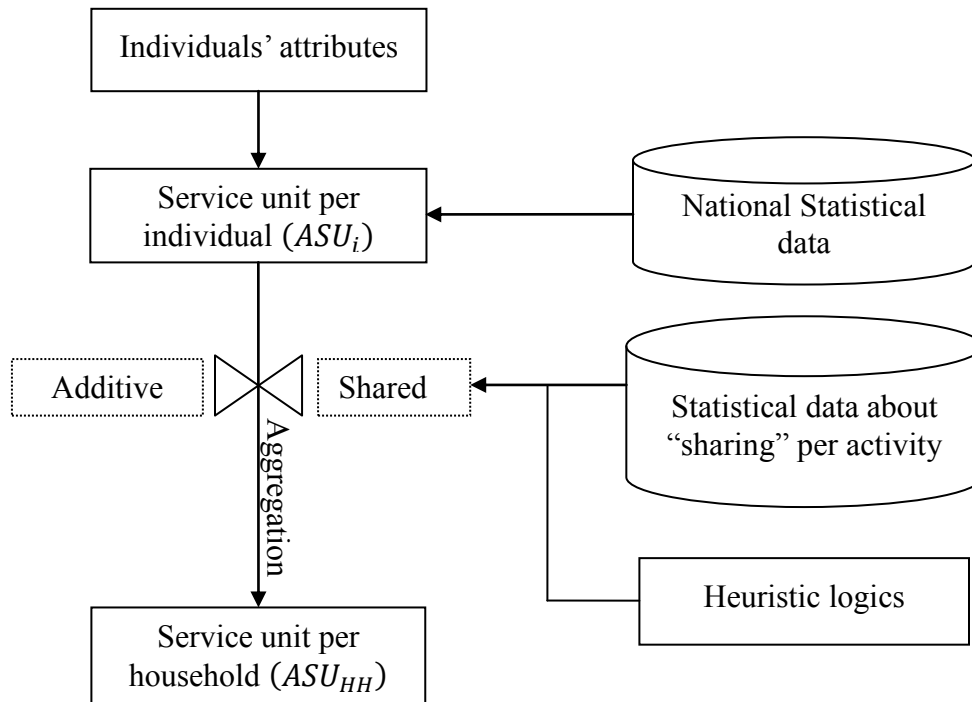 Individuals’ attributes
Service unit per
individual (ASU_i)
National Statistical
data
Additive
Shared
Statistical data about
“sharing” per activity
Aggregation
Heuristic logics
Service unit per
household (ASU_HH)